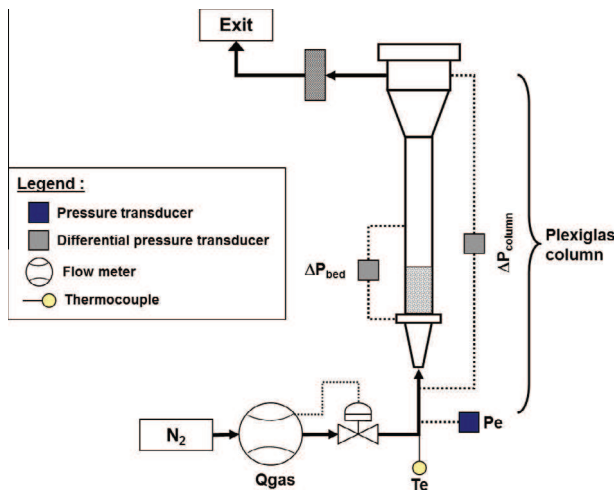 Exit
Legend :
Pressure transducer
Differential pressure transducer
Flow meter
Thermocouple
ΔPbed
ΔPcolumn
Plexiglas
column
N2
Qgas
Pe
Te